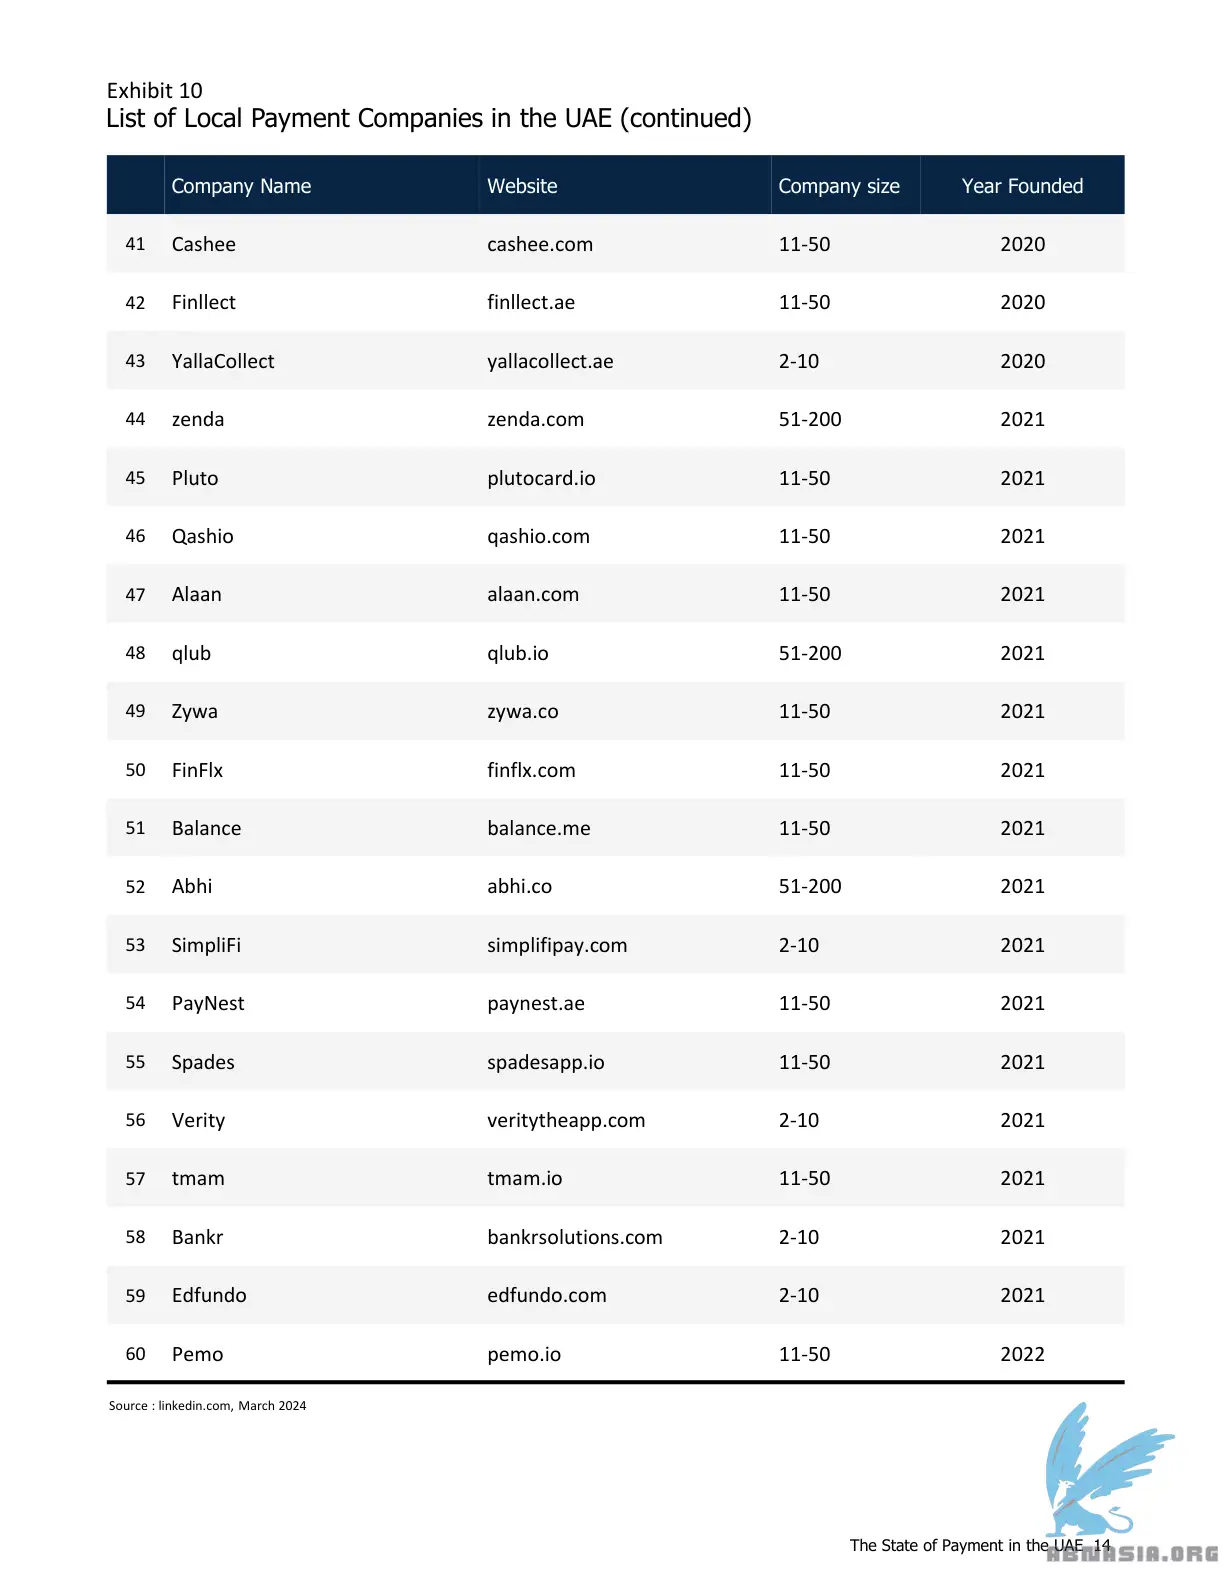 Exhibit 10
List of Local Payment Companies in the UAE (continued)
Company Name Website Company size Year Founded
41 Cashee cashee.com 11-50 2020
42 Finllect finllect.ae 11-50 2020
43 YallaCollect yallacollect.ae 2-10 2020
44 zenda zenda.com 51-200 2021
45 Pluto plutocard.io 11-50 2021
46 Qashio qashio.com 11-50 2021
47 Alaan alaan.com 11-50 2021
48 qlub qlub.io 51-200 2021
49 Zywa zywa.co 11-50 2021
50 FinFlx finflx.com 11-50 2021
51 Balance balance.me 11-50 2021
52 Abhi abhi.co 51-200 2021
53 SimpliFi simplifipay.com 2-10 2021
54 PayNest paynest.ae 11-50 2021
55 Spades spadesapp.io 11-50 2021
56 Verity veritytheapp.com 2-10 2021
57 tmam tmam.io 11-50 2021
58 Bankr bankrsolutions.com 2-10 2021
59 Edfundo edfundo.com 2-10 2021
60 Pemo pemo.io 11-50 2022
Source : linkedin.com, March 2024
The State of Payment in the UAE 14
ABMASIA.ORG